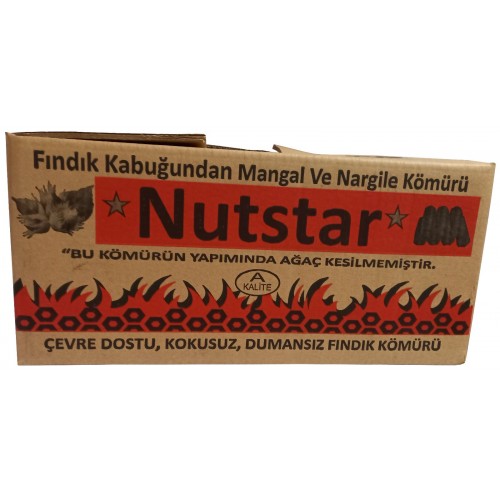 Fındık Kabuğundan Mangal Ve Nargile Kömürü
Nutstar
“BU KÖMÜRÜN YAPIMINDA AĞAÇ KESİLMEMİŞTİR.
A
KALİTE
ÇEVRE DOSTU, KOKUSUZ, DUMANSIZ FINDIK KÖMÜRÜ